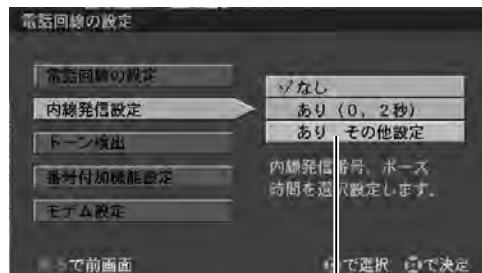 電話回線の設定
電話回線の設定
内線発信設定
トーン検出
番号付加機能設定
モデム設定
なし
あり（0，2秒）
あり その他設定
内線発信番号、ポーズ
時間を選択設定します。
で前画面
で選択 で決定